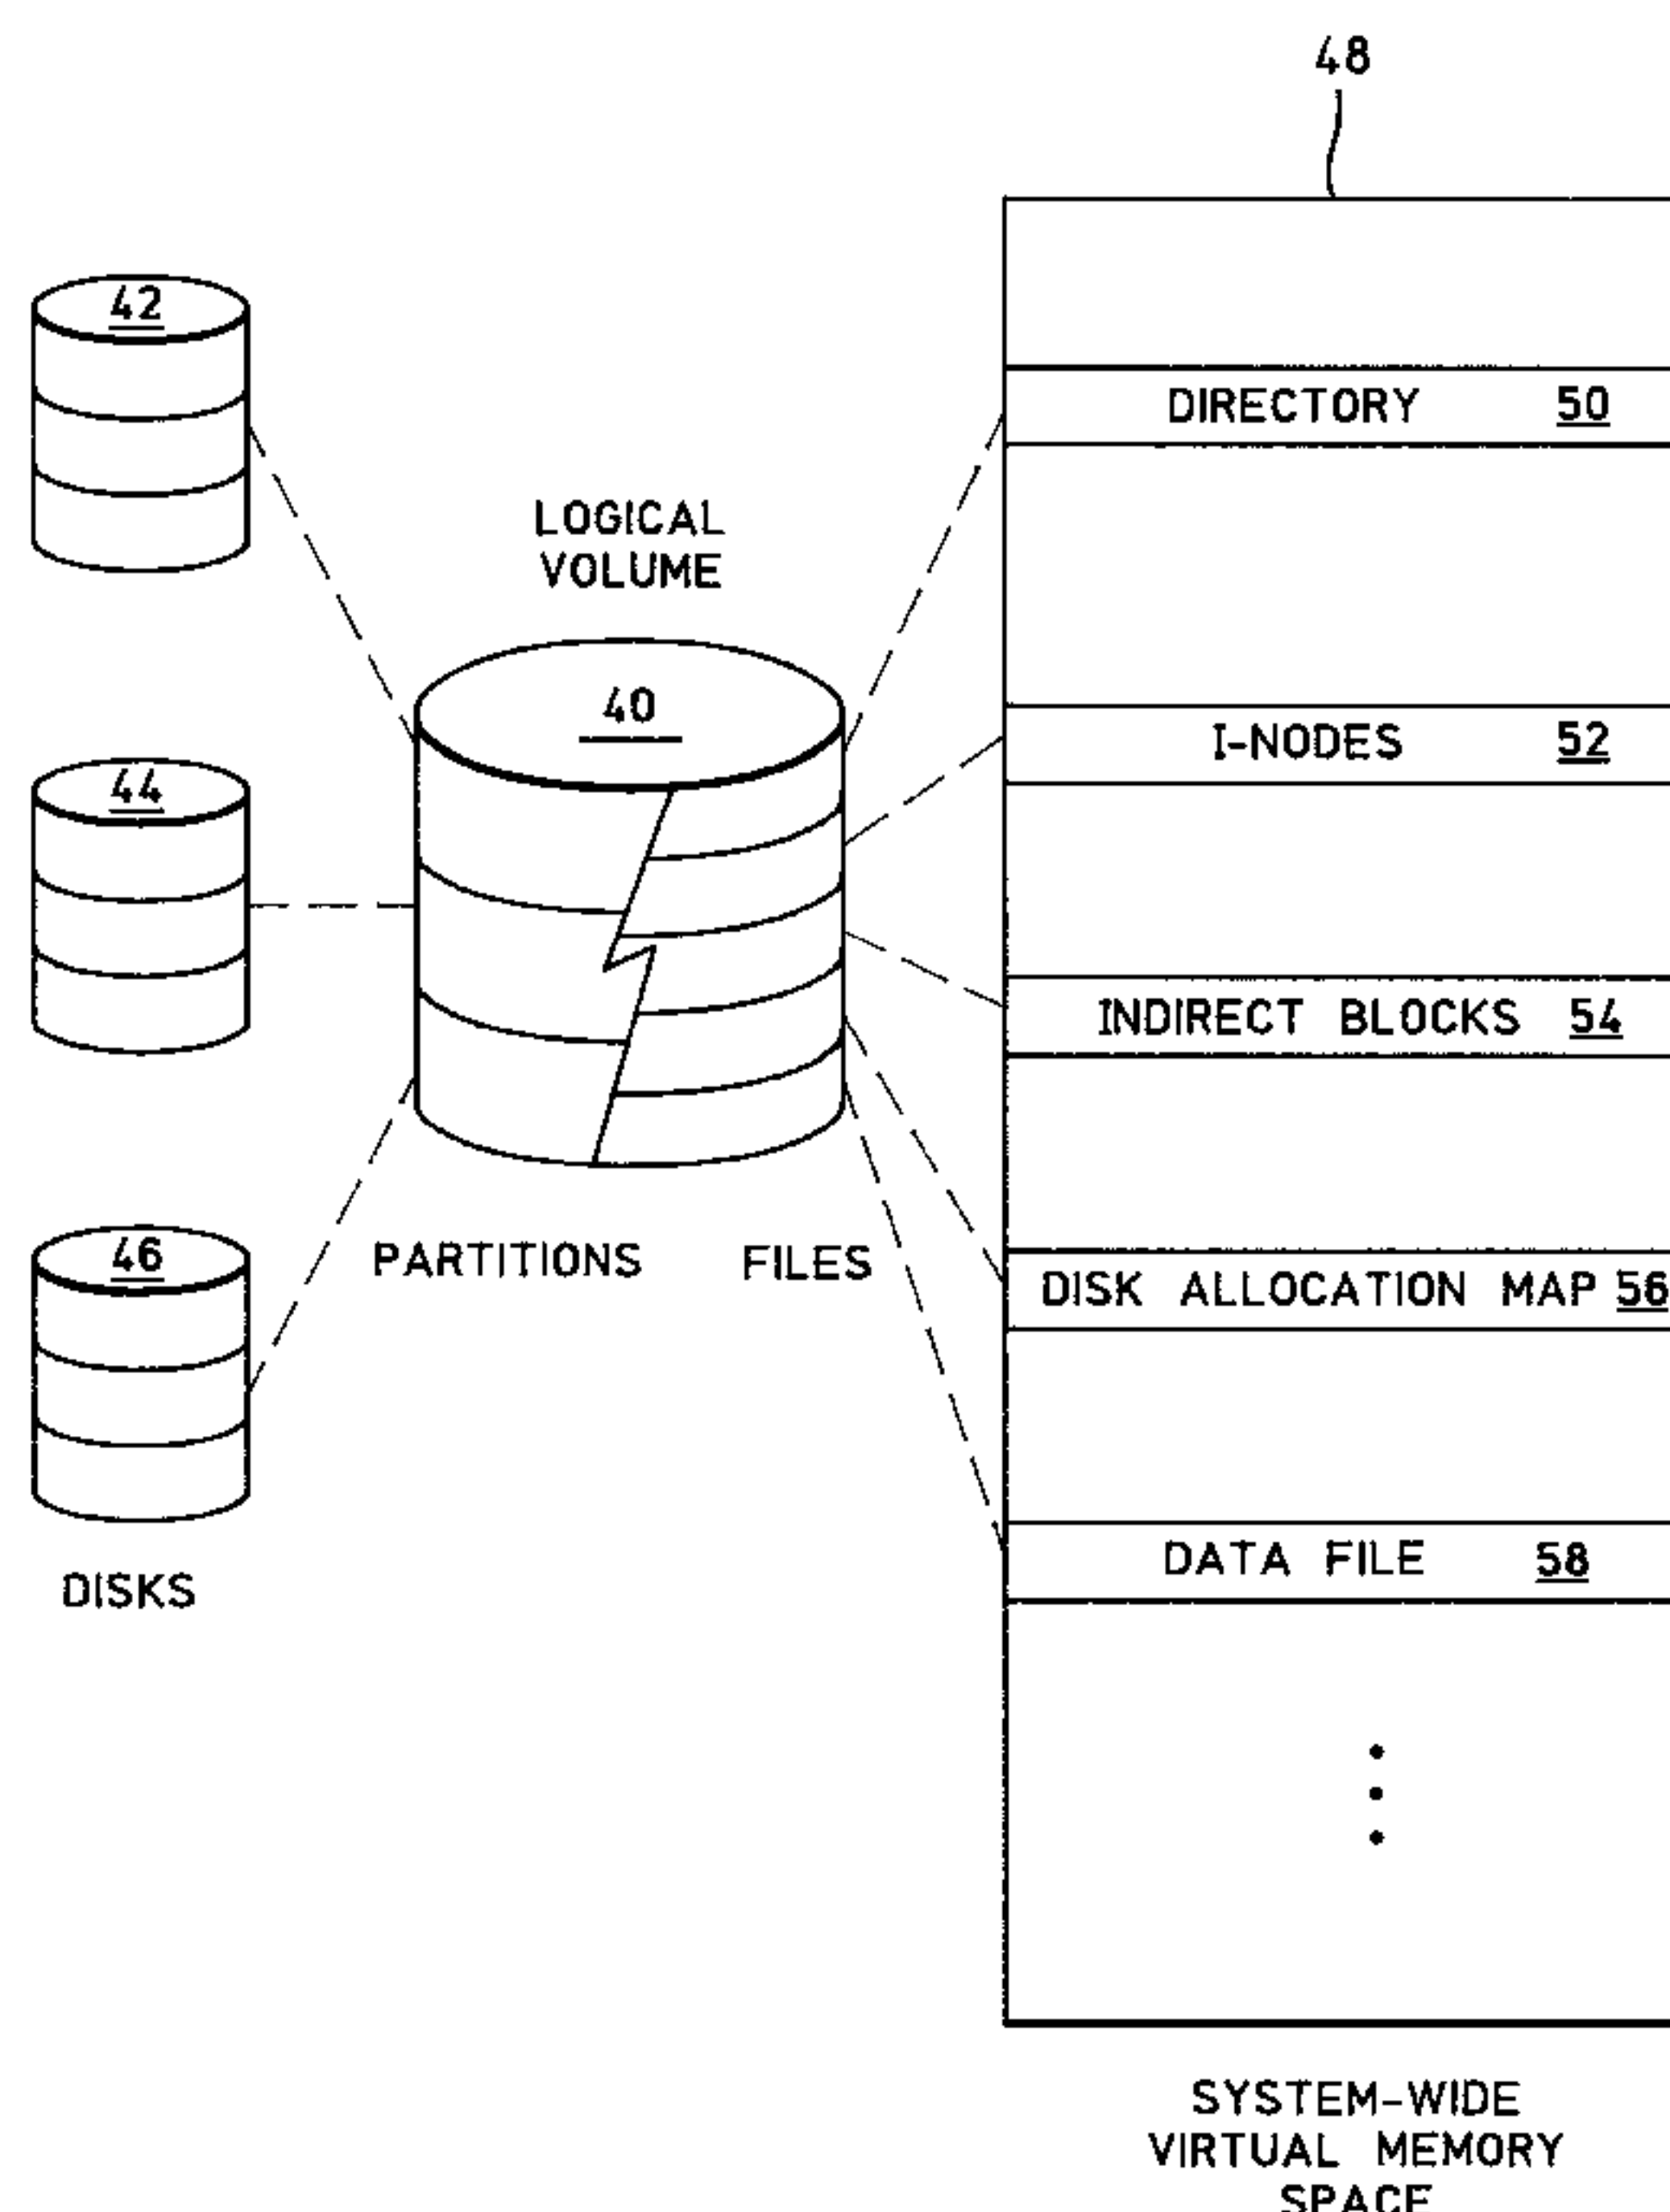 48
42
DIRECTORY 50
LOGICAL
VOLUME
40
I-NODES 52
44
INDIRECT BLOCKS 54
46
PARTITIONS
FILES
DISK ALLOCATION MAP 56
DATA FILE 58
DISKS
SYSTEM-WIDE
VIRTUAL MEMORY
SPACE